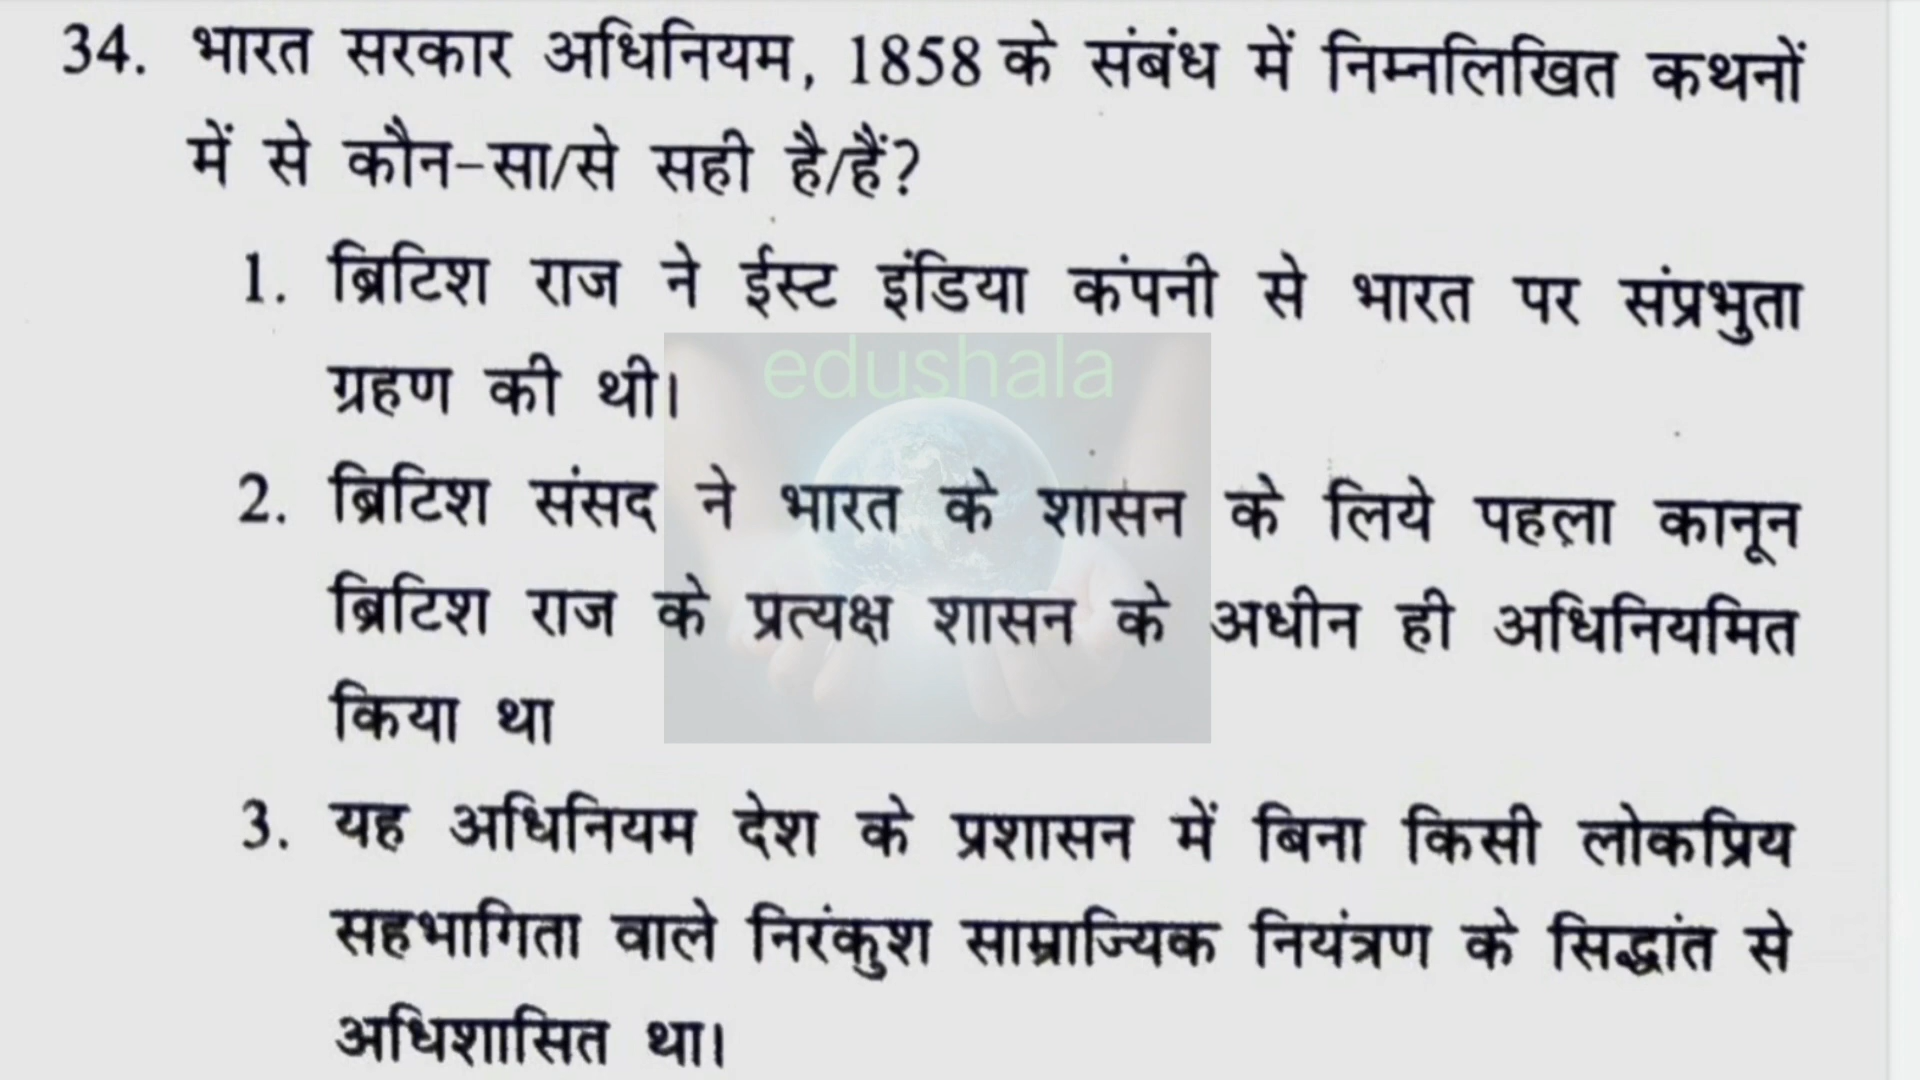 34. भारत सरकार अधिनियम, 1858 के संबंध में निम्नलिखित कथनों
में से कौन-सा/से सही है/हैं?
1. ब्रिटिश राज ने ईस्ट इंडिया कंपनी से भारत पर संप्रभुता
ग्रहण की थी।
edushala
2. ब्रिटिश संसद ने भारत के शासन के लिये पहला कानून
ब्रिटिश राज के प्रत्यक्ष शासन के अधीन ही अधिनियमित
किया था
3. यह अधिनियम देश के प्रशासन में बिना किसी लोकप्रिय
सहभागिता वाले निरंकुश साम्राज्यिक नियंत्रण के सिद्धांत से
अधिशासित था।